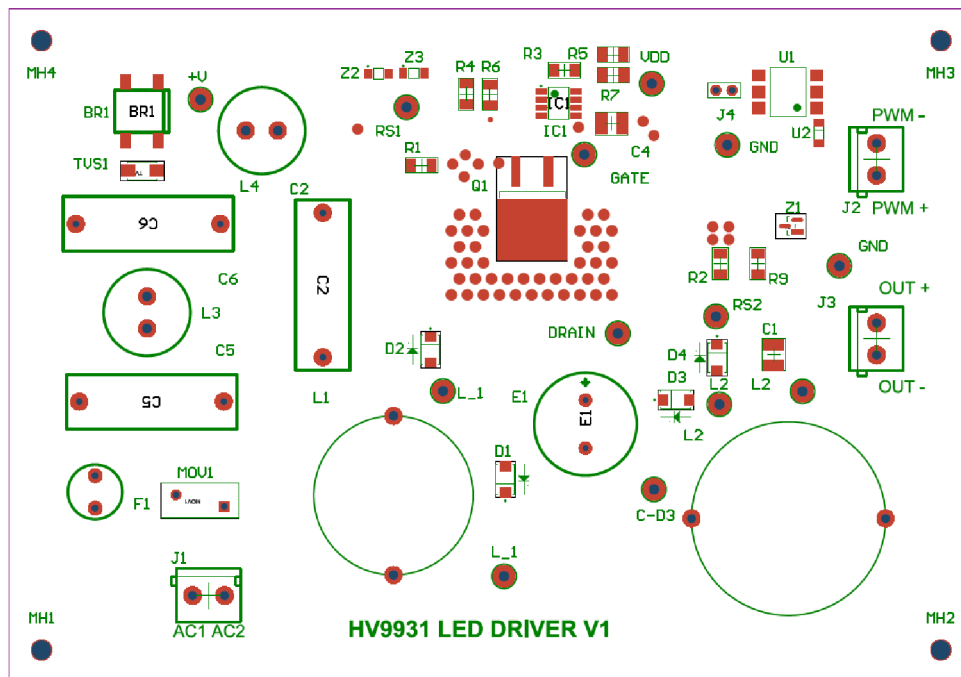 MH4
MH3
+V
Z2
Z3
R4
R6
R3
R5
VDD
U1
BR1
BR1
R7
IC1
IC1
RS1
C4
J4
U2
PWM -
GND
TVS1
R1
GATE
L4
C2
Q1
J2
PWM +
C6
Z1
GND
C6
C2
R2
R9
L3
OUT +
J3
RS2
DRAIN
C1
C5
D2
D4
L2
L2
D3
OUT -
L1
L_1
E1
E1
C5
L2
D1
MOV1
MOV1
F1
C-D3
J1
L_1
AC1 AC2
MH1
HV9931 LED DRIVER V1
MH2